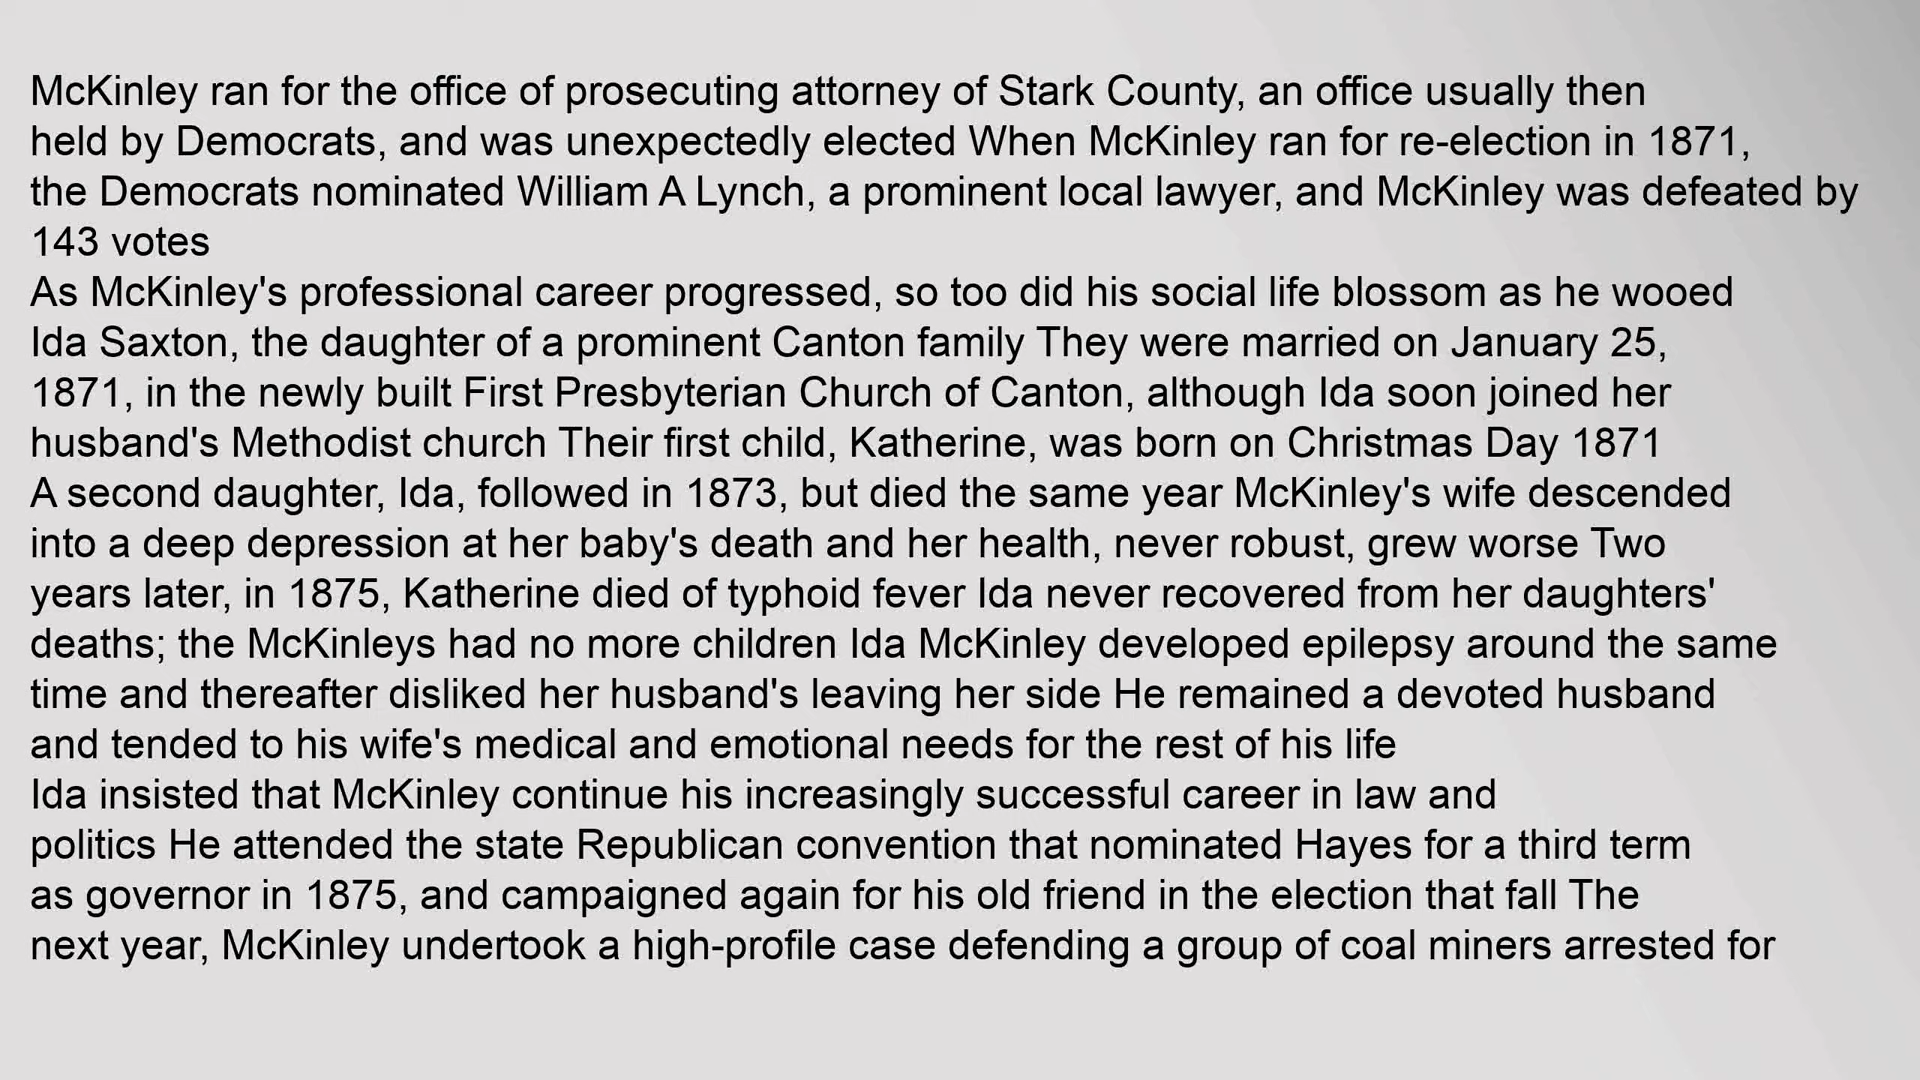 McKinley ran for the office of prosecuting attorney of Stark County, an office usually then
held by Democrats, and was unexpectedly elected When McKinley ran for re-election in 1871,
the Democrats nominated William A Lynch, a prominent local lawyer, and McKinley was defeated by
143 votes
As McKinley's professional career progressed, so too did his social life blossom as he wooed
Ida Saxton, the daughter of a prominent Canton family They were married on January 25,
1871, in the newly built First Presbyterian Church of Canton, although Ida soon joined her
husband's Methodist church Their first child, Katherine, was born on Christmas Day 1871
A second daughter, Ida, followed in 1873, but died the same year McKinley's wife descended
into a deep depression at her baby's death and her health, never robust, grew worse Two
years later, in 1875, Katherine died of typhoid fever Ida never recovered from her daughters'
deaths; the McKinleys had no more children Ida McKinley developed epilepsy around the same
time and thereafter disliked her husband's leaving her side He remained a devoted husband
and tended to his wife's medical and emotional needs for the rest of his life
Ida insisted that McKinley continue his increasingly successful career in law and
politics He attended the state Republican convention that nominated Hayes for a third term
as governor in 1875, and campaigned again for his old friend in the election that fall The
next year, McKinley undertook a high-profile case defending a group of coal miners arrested for